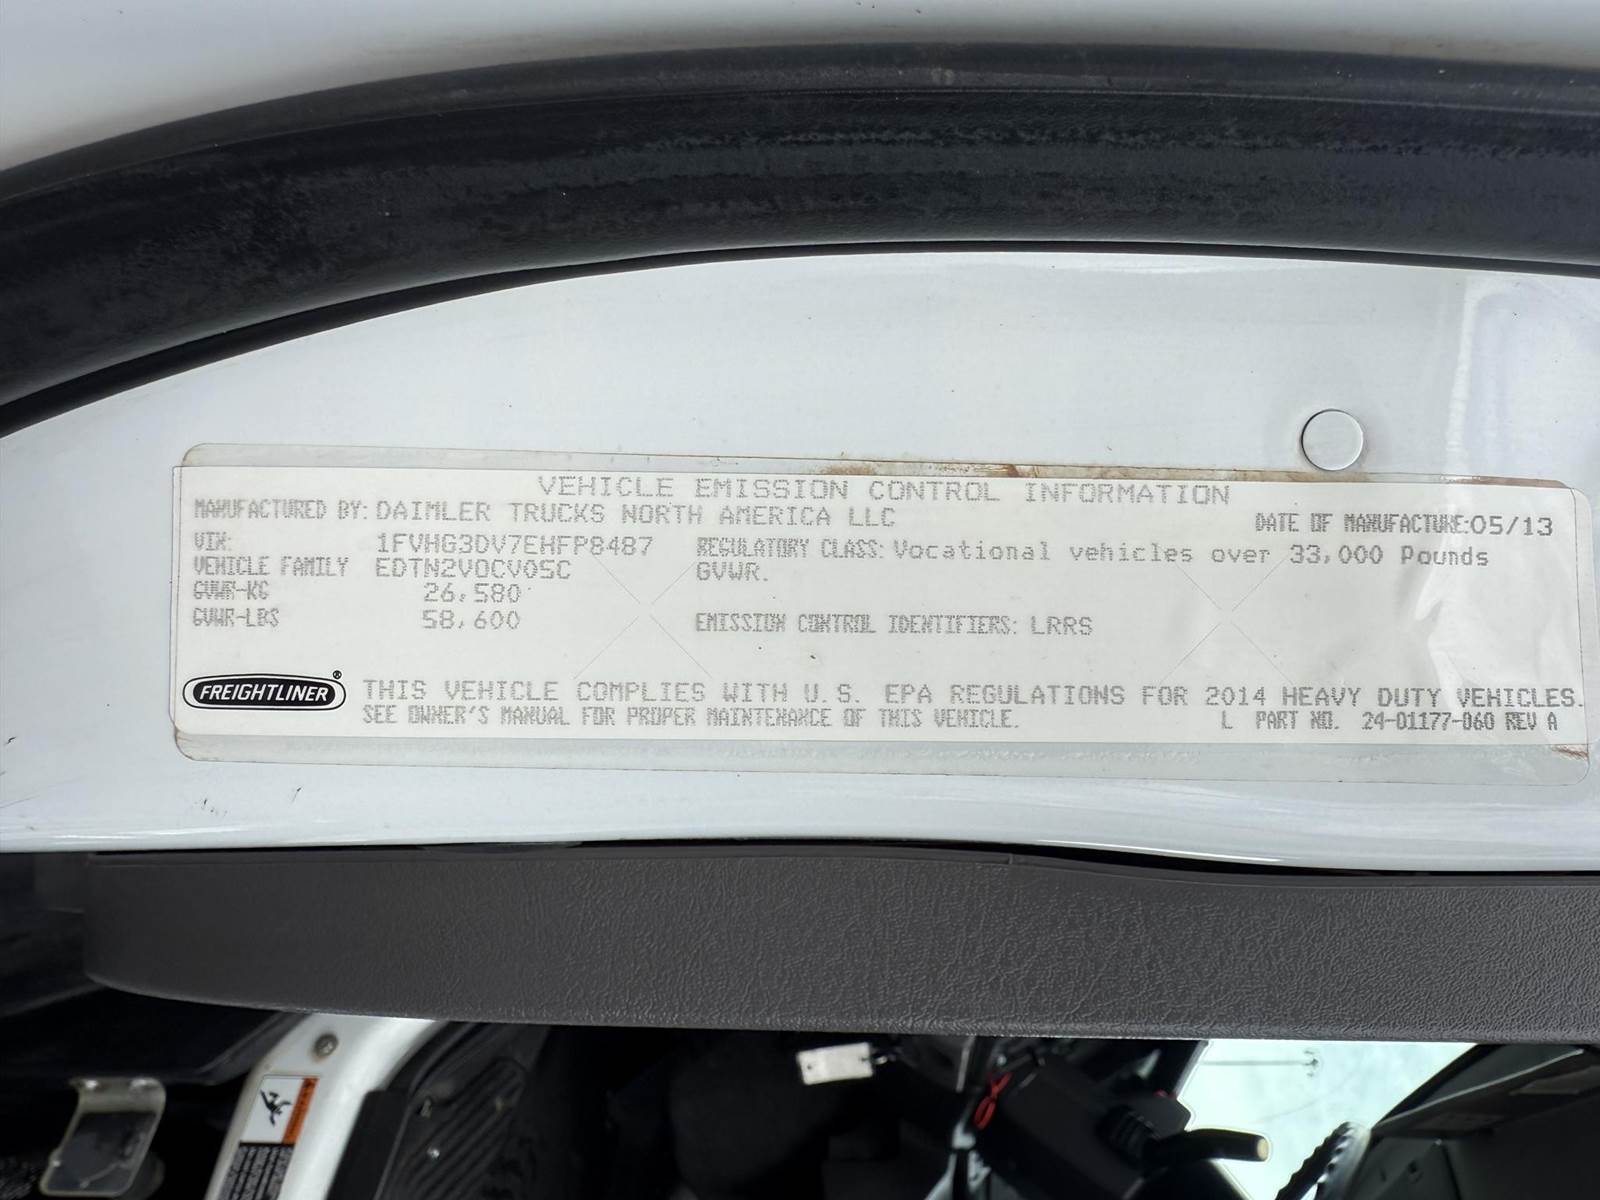 VEHICLE EMISSION CONTROL INFORMATION
MANUFACTURED BY: DAIMLER TRUCKS NORTH AMERICA LLC
DATE OF MANUFACTURE: 05/13
VIN: 1FVHG3DV7EHFP8487
REGULATORY CLASS: Vocational vehicles over 33,000 Pounds
GVWR.
VEHICLE FAMILY EDTN2VOCV0SC
GVWR-KG 26,580
GVWR-LBS 58,600
EMISSION CONTROL IDENTIFIERS: LRRS
FREIGHTLINER®
THIS VEHICLE COMPLIES WITH U.S. EPA REGULATIONS FOR 2014 HEAVY DUTY VEHICLES.
SEE OWNER'S MANUAL FOR PROPER MAINTENANCE OF THIS VEHICLE.
L PART NO. 24-01177-060 REV A